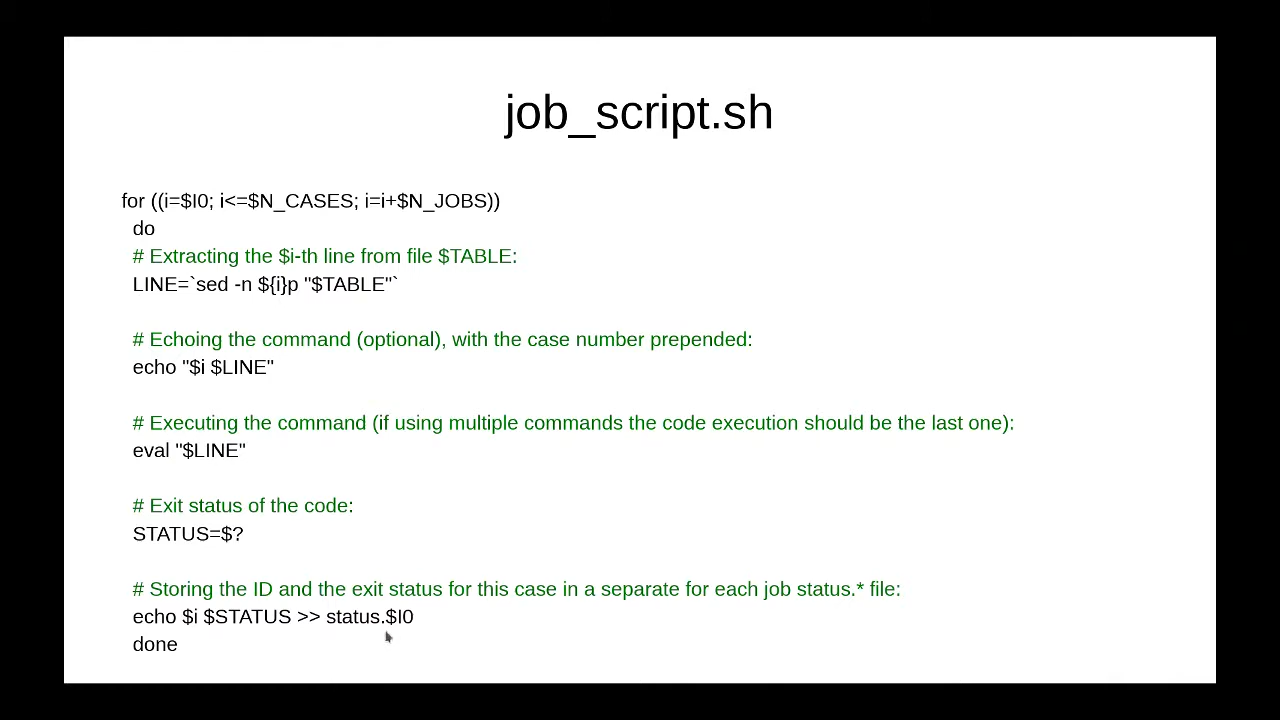 job_script.sh
for ((i=$I0; i<=$N_CASES; i=i+$N_JOBS))
do
# Extracting the $i-th line from file $TABLE:
LINE=`sed -n ${i}p "$TABLE"`
# Echoing the command (optional), with the case number prepended:
echo "$i $LINE"
# Executing the command (if using multiple commands the code execution should be the last one):
eval "$LINE"
# Exit status of the code:
STATUS=$?
# Storing the ID and the exit status for this case in a separate for each job status.* file:
echo $i $STATUS >> status.$I0
done